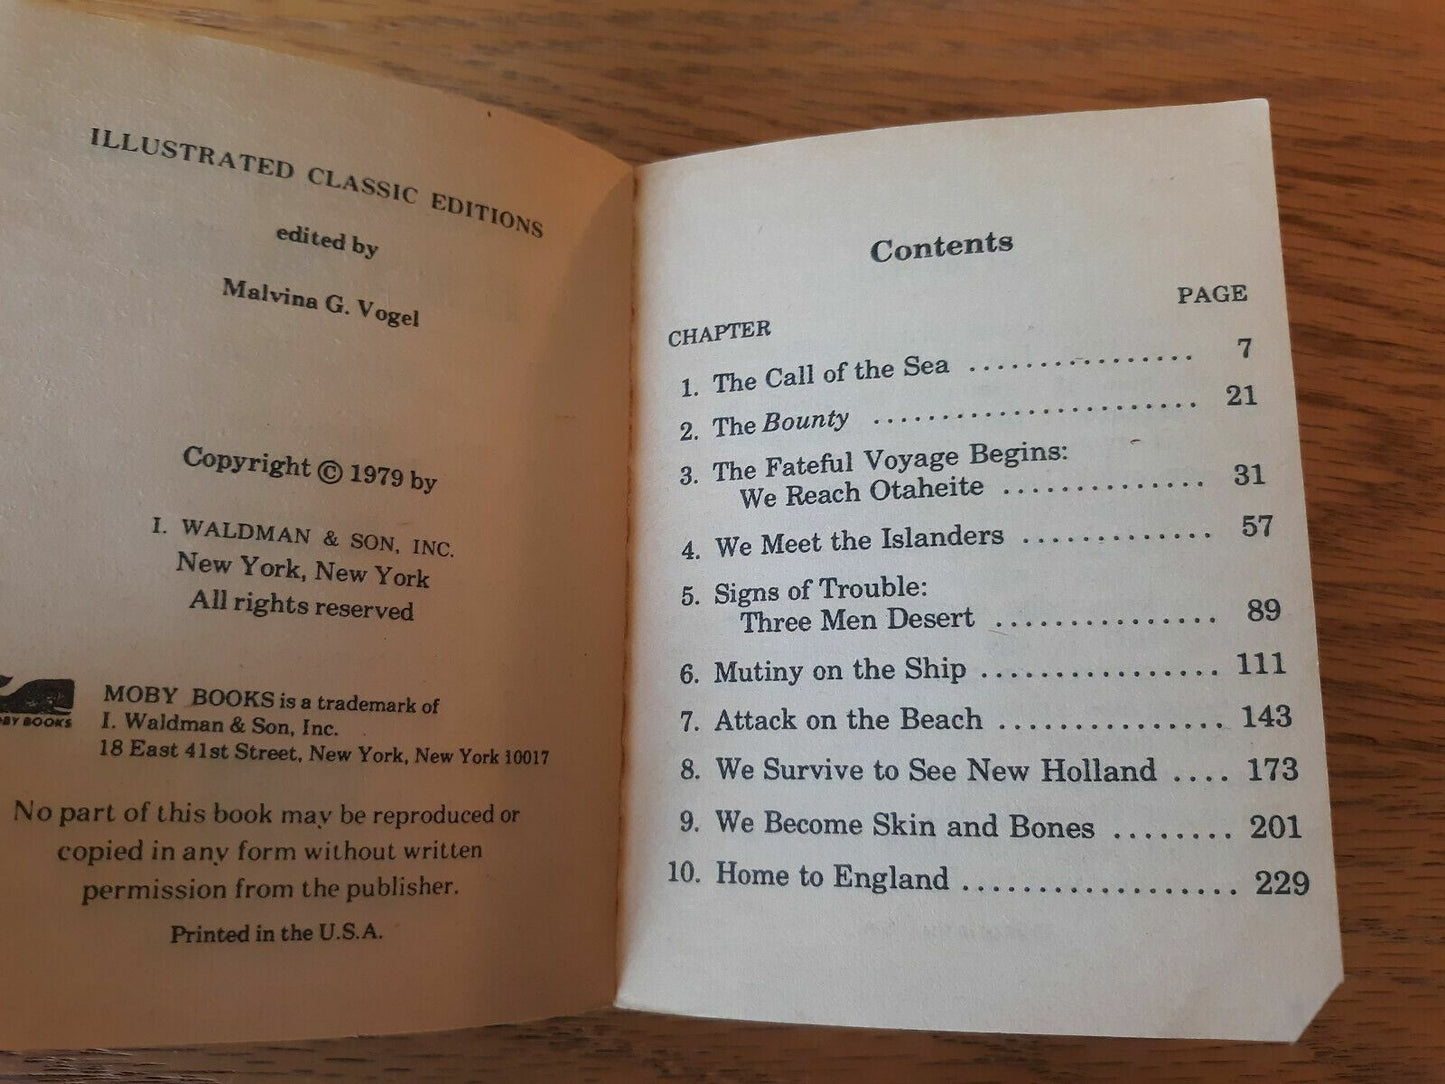 ILLUSTRATED CLASSIC EDITIONS
edited by
Malvina G. Vogel
Copyright © 1979 by
I. WALDMAN & SON, INC.
New York, New York
All rights reserved
BY BOOKS
MOBY BOOKS is a trademark of
I. Waldman & Son, Inc.
18 East 41st Street, New York, New York 10017
No part of this book may be reproduced or
copied in any form without written
permission from the publisher.
Printed in the U.S.A.
Contents
CHAPTER PAGE
1. The Call of the Sea ................. 7
2. The Bounty ........................ 21
3. The Fateful Voyage Begins:
We Reach Otaheite .............. 31
4. We Meet the Islanders ............. 57
5. Signs of Trouble:
Three Men Desert ............... 89
6. Mutiny on the Ship ................ 111
7. Attack on the Beach ............... 143
8. We Survive to See New Holland .... 173
9. We Become Skin and Bones ........ 201
10. Home to England ................... 229